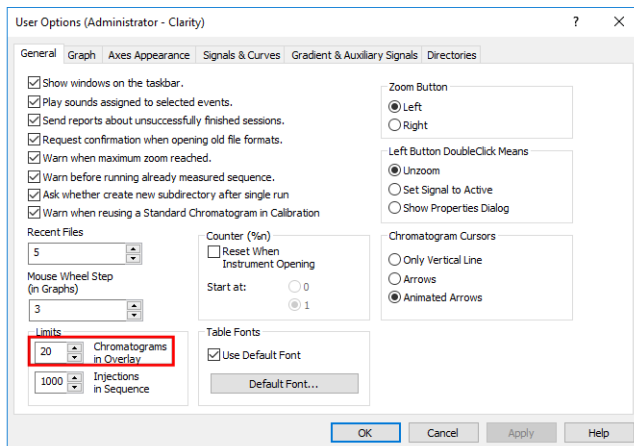 User Options (Administrator - Clarity)
General Graph Axes Appearance Signals & Curves Gradient & Auxiliary Signals Directories
Show windows on the taskbar.
Play sounds assigned to selected events.
Send reports about unsuccessfully finished sessions.
Request confirmation when opening old file formats.
Warn when maximum zoom reached.
Warn before running already measured sequence.
Ask whether create new subdirectory after single run
Warn when reusing a Standard Chromatogram in Calibration
Recent Files
5
Mouse Wheel Step
(in Graphs)
3
Limits
20 Chromatograms
in Overlay
1000 Injections
in Sequence
Counter (%n)
Reset When
Instrument Opening
Start at: 0
1
Table Fonts
Use Default Font
Default Font...
Zoom Button
Left
Right
Left Button DoubleClick Means
Unzoom
Set Signal to Active
Show Properties Dialog
Chromatogram Cursors
Only Vertical Line
Arrows
Animated Arrows
OK Cancel Apply Help